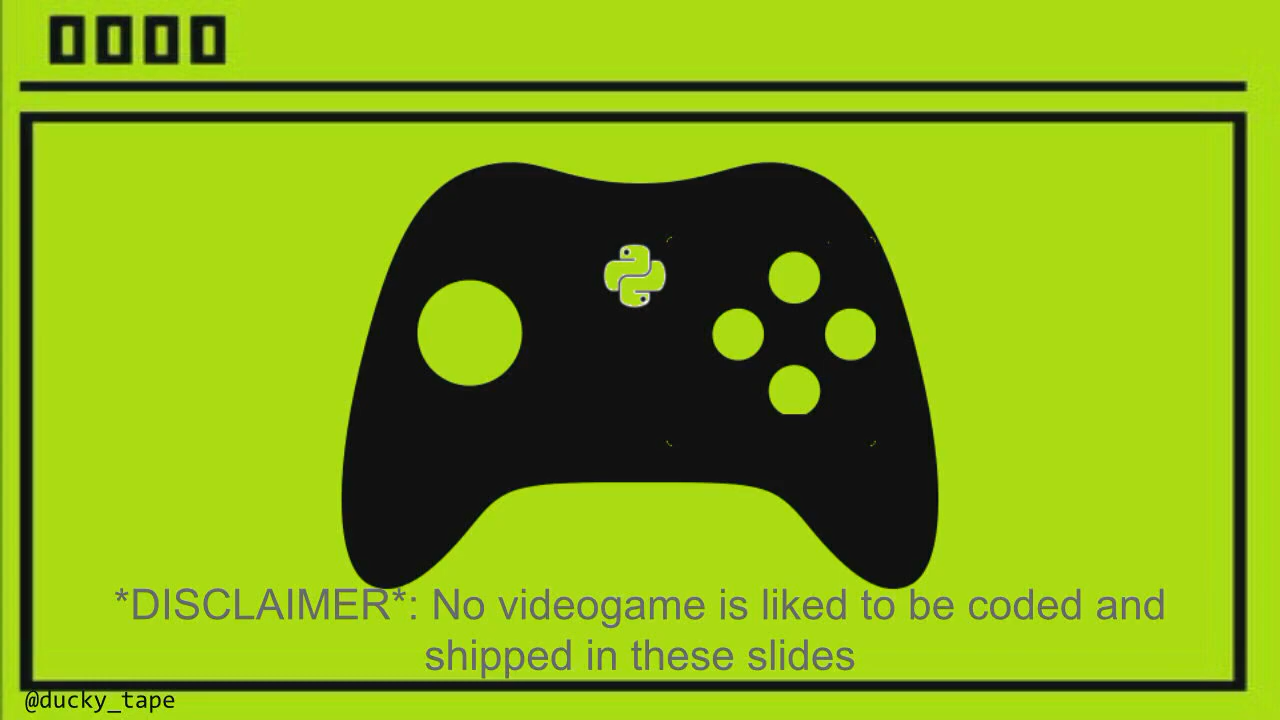 *DISCLAIMER*: No videogame is liked to be coded and
shipped in these slides
@ducky_tape